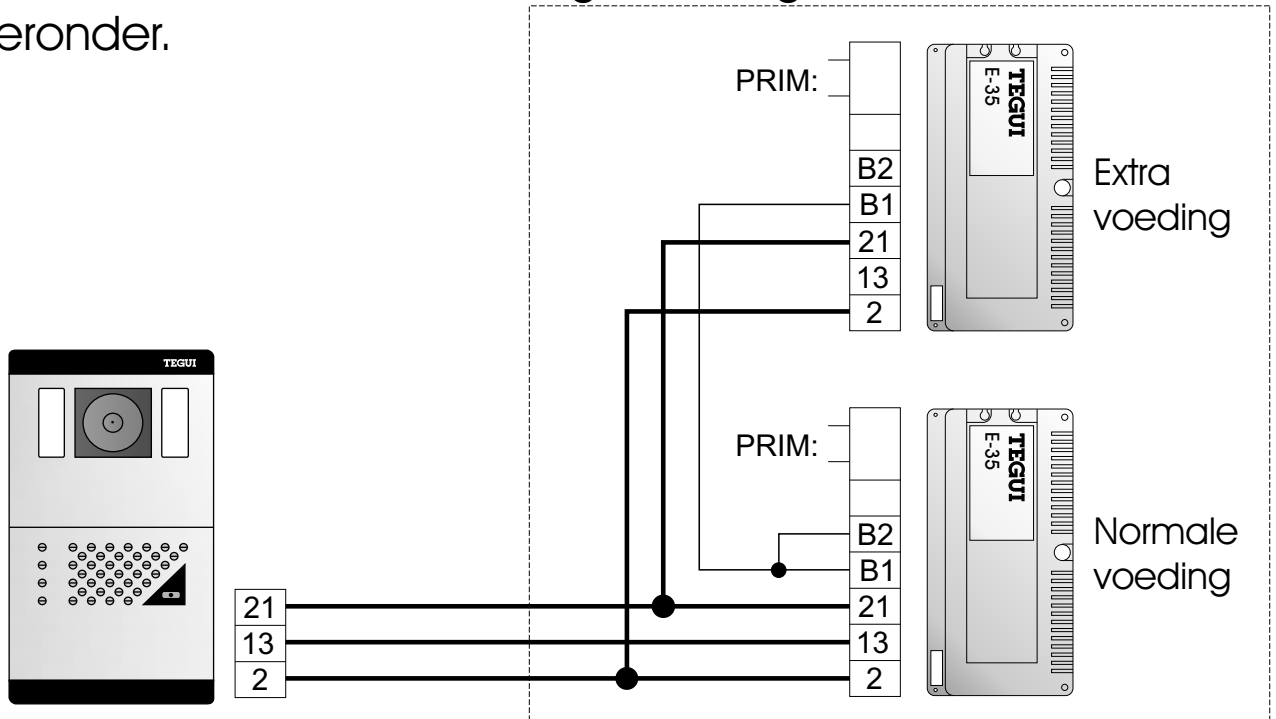 eronder.
PRIM:
B2
B1
21
13
2
TEGUI
E-35
Extra
voeding
TEGUI
PRIM:
B2
B1
21
13
2
TEGUI
E-35
Normale
voeding
21
13
2